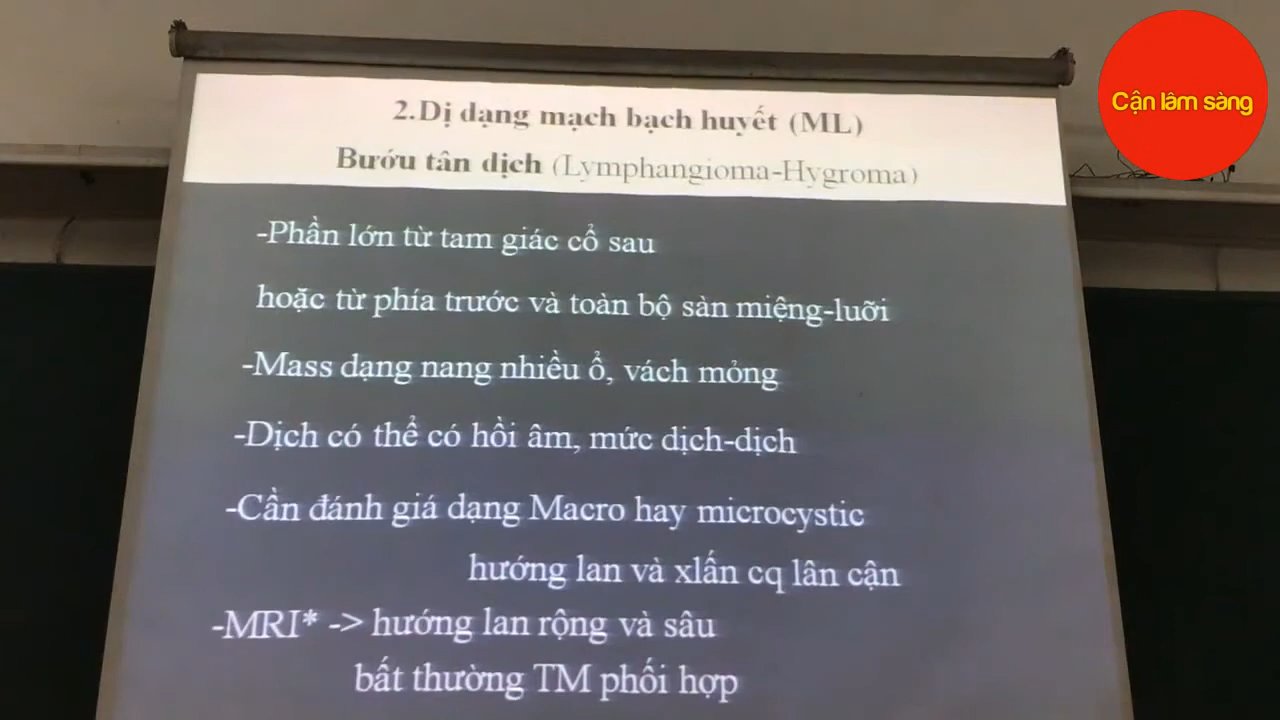 Cận lâm sàng
2.Dị dạng mạch bạch huyết (ML)
Bướu tân dịch (Lymphangioma-Hygroma)
-Phần lớn từ tam giác cổ sau
hoặc từ phía trước và toàn bộ sàn miệng-lưỡi
-Mass dạng nang nhiều ổ, vách mỏng
-Dịch có thể có hồi âm, mức dịch-dịch
-Cần đánh giá dạng Macro hay microcystic
hướng lan và xlấn cq lân cận
-MRI* -> hướng lan rộng và sâu
bất thường TM phối hợp